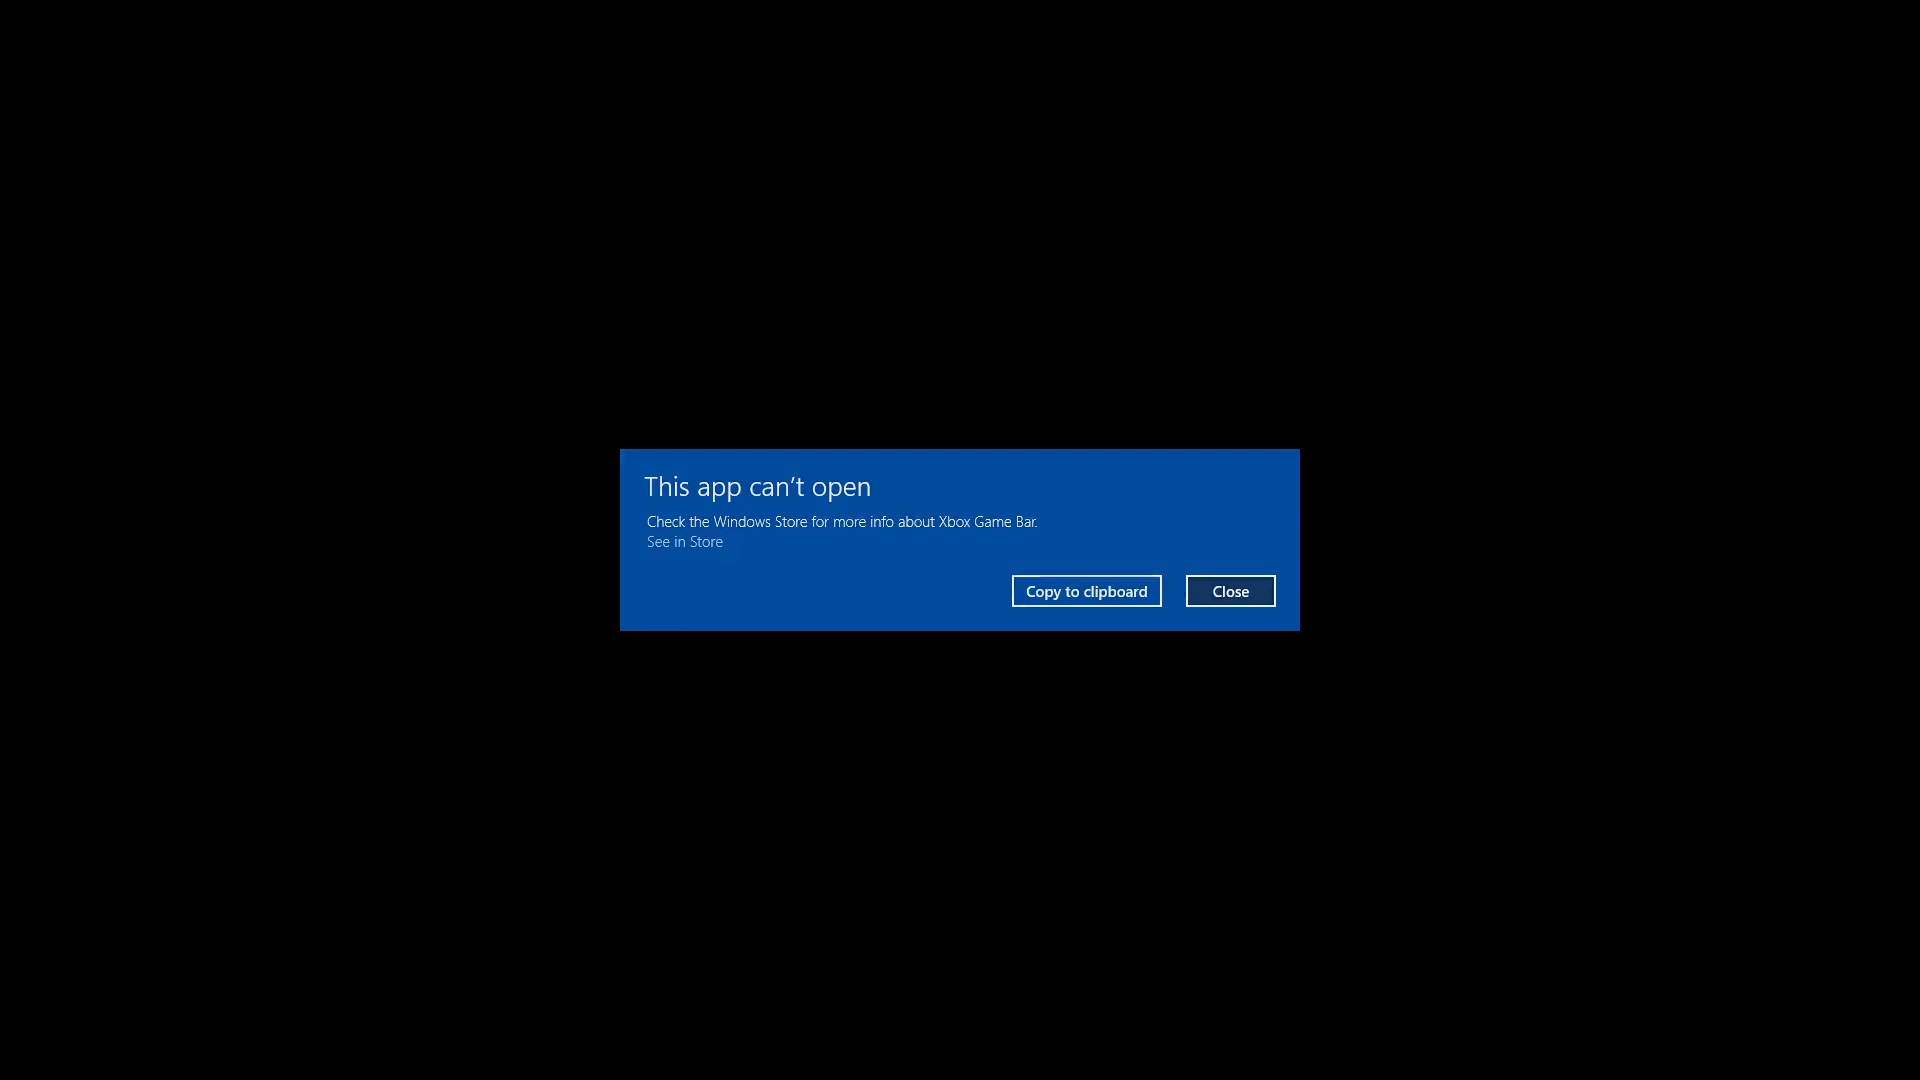 This app can’t open
Check the Windows Store for more info about Xbox Game Bar.
See in Store
Copy to clipboard
Close